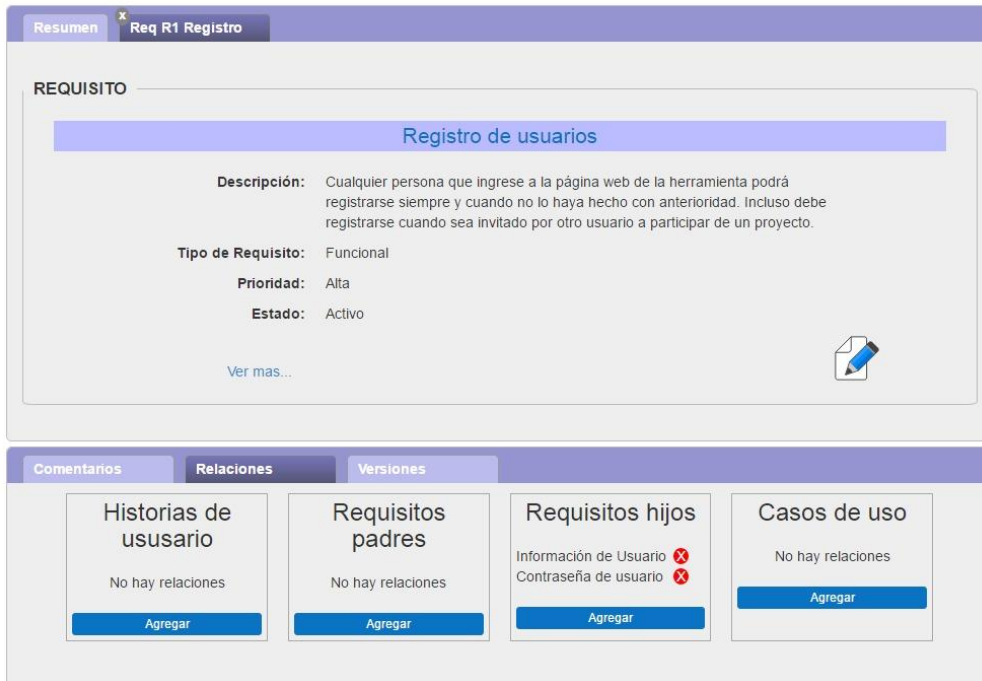 Resumen
x
Req R1 Registro
REQUISITO
Registro de usuarios
Descripción: Cualquier persona que ingrese a la página web de la herramienta podrá
registrarse siempre y cuando no lo haya hecho con anterioridad. Incluso debe
registrarse cuando sea invitado por otro usuario a participar de un proyecto.
Tipo de Requisito: Funcional
Prioridad: Alta
Estado: Activo
Ver mas...
Comentarios
Relaciones
Versiones
Historias de
ususario
No hay relaciones
Agregar
Requisitos
padres
No hay relaciones
Agregar
Requisitos hijos
Información de Usuario X
Contraseña de usuario X
Agregar
Casos de uso
No hay relaciones
Agregar